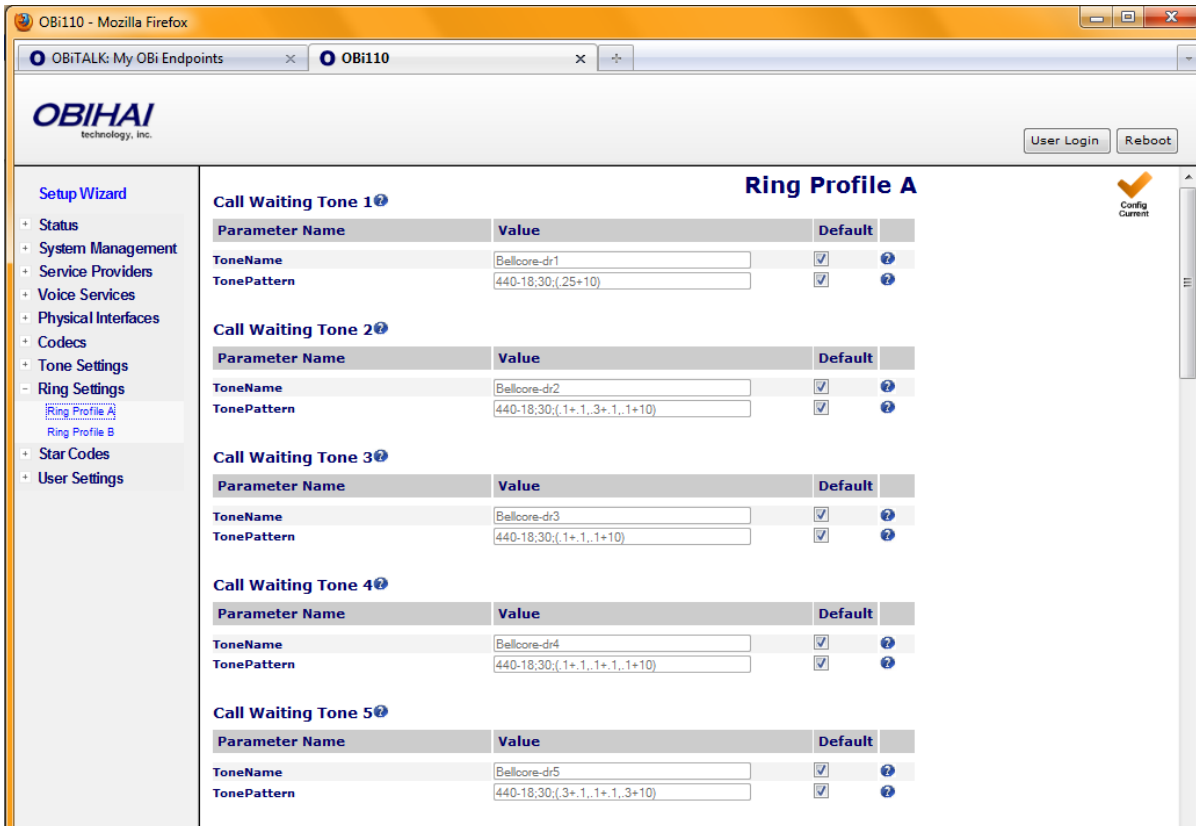 OBi110 - Mozilla Firefox
OBiTALK: My OBi Endpoints
OBi110
OBIHAI
technology, inc.
User Login
Reboot
Setup Wizard
Status
System Management
Service Providers
Voice Services
Physical Interfaces
Codecs
Tone Settings
Ring Settings
Ring Profile A
Ring Profile B
Star Codes
User Settings
Ring Profile A
Config
Current
Call Waiting Tone 1
Parameter Name Value Default
ToneName Bellcore-dr1
TonePattern 440-18;30;(.25+10)
Call Waiting Tone 2
Parameter Name Value Default
ToneName Bellcore-dr2
TonePattern 440-18;30;(.1+.1,.3+.1,.1+10)
Call Waiting Tone 3
Parameter Name Value Default
ToneName Bellcore-dr3
TonePattern 440-18;30;(.1+.1,.1+10)
Call Waiting Tone 4
Parameter Name Value Default
ToneName Bellcore-dr4
TonePattern 440-18;30;(.1+.1,.1+.1,.1+10)
Call Waiting Tone 5
Parameter Name Value Default
ToneName Bellcore-dr5
TonePattern 440-18;30;(.3+.1,.1+.1,.3+10)